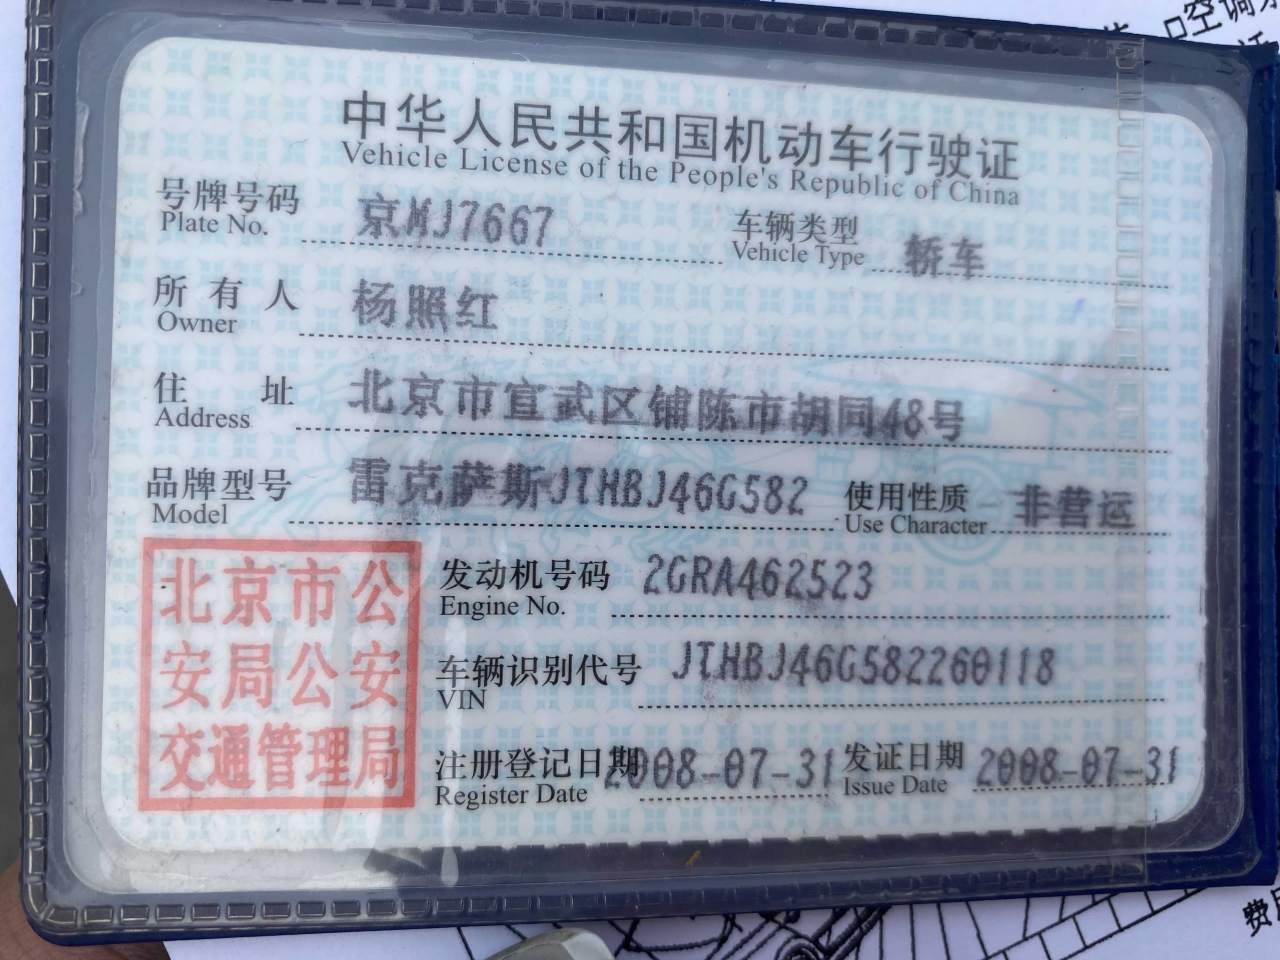 空调系
中华人民共和国机动车行驶证
Vehicle License of the People's Republic of China
号牌号码 京MJ7667 车辆类型 轿车
Plate No. Vehicle Type
所有人 杨照红
Owner
住址 北京市宣武区铺陈市胡同48号
Address
品牌型号 雷克萨斯JTHBJ46G582 使用性质 非营运
Model Use Character
北京市公
安局公安
交通管理局
发动机号码 2GRA462523
Engine No.
车辆识别代号 JTHBJ46G582260118
VIN
注册登记日期 2008-07-31 发证日期 2008-07-31
Register Date Issue Date